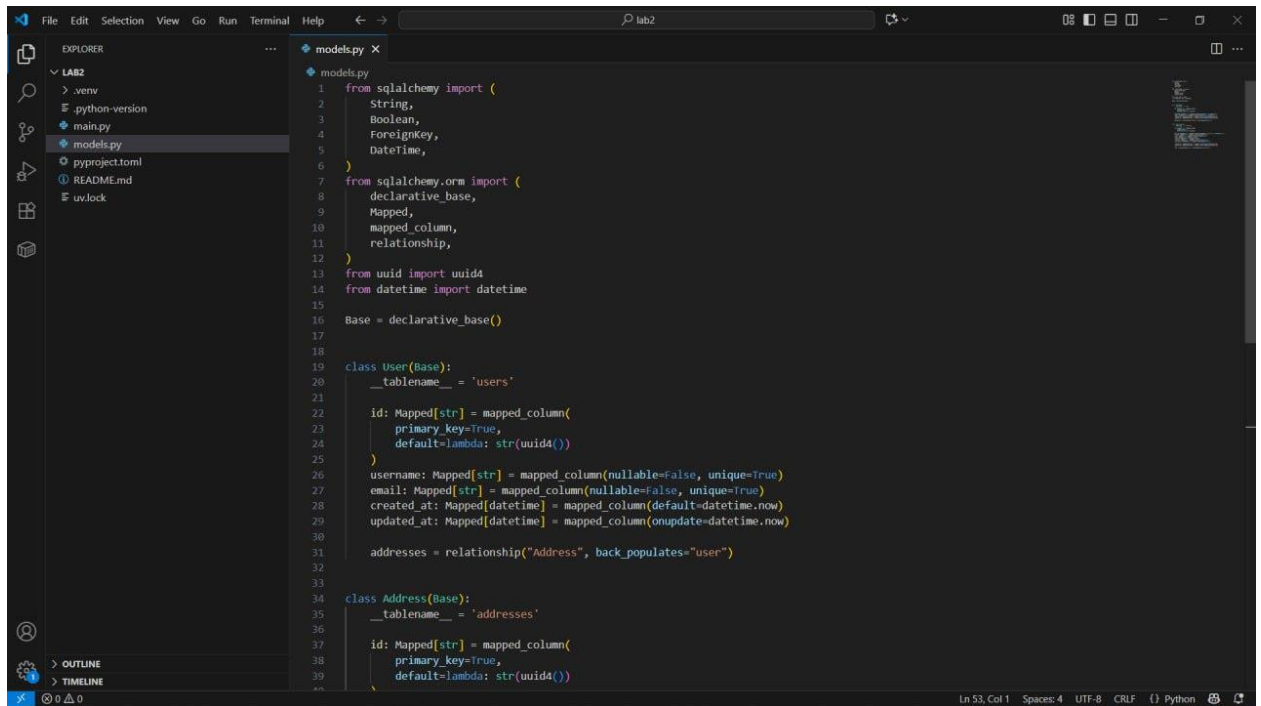 File Edit Selection View Go Run Terminal Help
lab2
EXPLORER
LAB2
.venv
.python-version
main.py
models.py
pyproject.toml
README.md
uv.lock
OUTLINE
TIMELINE
models.py
models.py
1 from sqlalchemy import (
2     String,
3     Boolean,
4     ForeignKey,
5     DateTime,
6 )
7 from sqlalchemy.orm import (
8     declarative_base,
9     Mapped,
10     mapped_column,
11     relationship,
12 )
13 from uuid import uuid4
14 from datetime import datetime
15
16 Base = declarative_base()
17
18
19 class User(Base):
20     __tablename__ = 'users'
21
22     id: Mapped[str] = mapped_column(
23         primary_key=True,
24         default=lambda: str(uuid4())
25     )
26     username: Mapped[str] = mapped_column(nullable=False, unique=True)
27     email: Mapped[str] = mapped_column(nullable=False, unique=True)
28     created_at: Mapped[datetime] = mapped_column(default=datetime.now)
29     updated_at: Mapped[datetime] = mapped_column(onupdate=datetime.now)
30
31     addresses = relationship("Address", back_populates="user")
32
33
34 class Address(Base):
35     __tablename__ = 'addresses'
36
37     id: Mapped[str] = mapped_column(
38         primary_key=True,
39         default=lambda: str(uuid4())
40     )
0 0
Ln 53, Col 1 Spaces: 4 UTF-8 CRLF {} Python